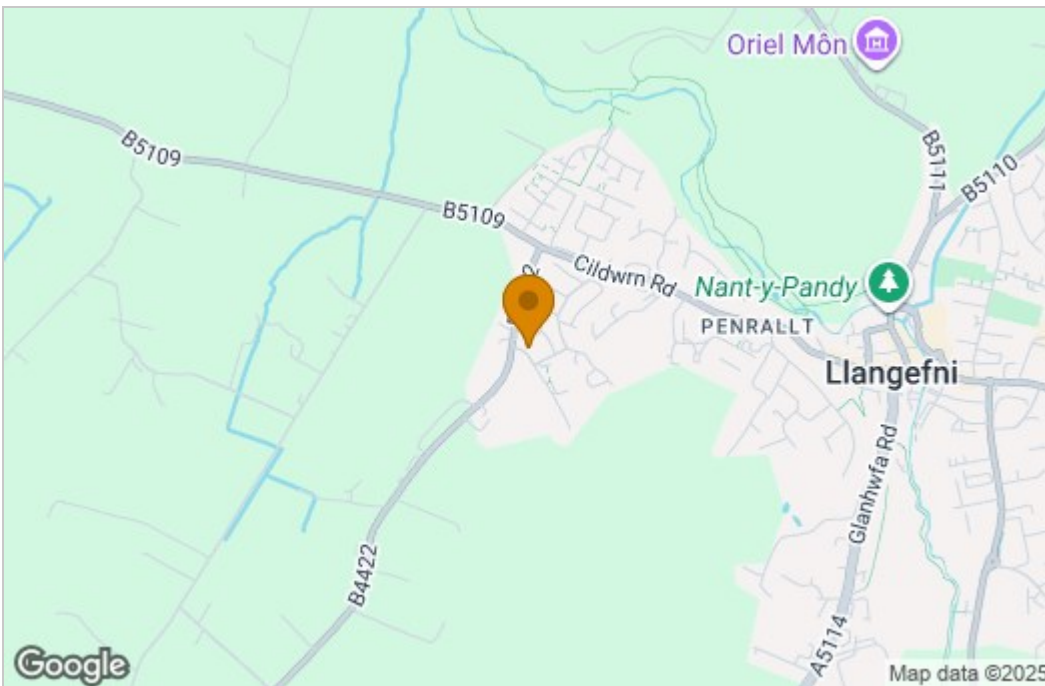 Oriel Môn
B5109
B5111
B5110
B5109
Cildwrn Rd
Nant-y-Pandy
PENRALLT
Llangefni
Glanhwfa Rd
B4422
A5114
Google
Map data ©2025